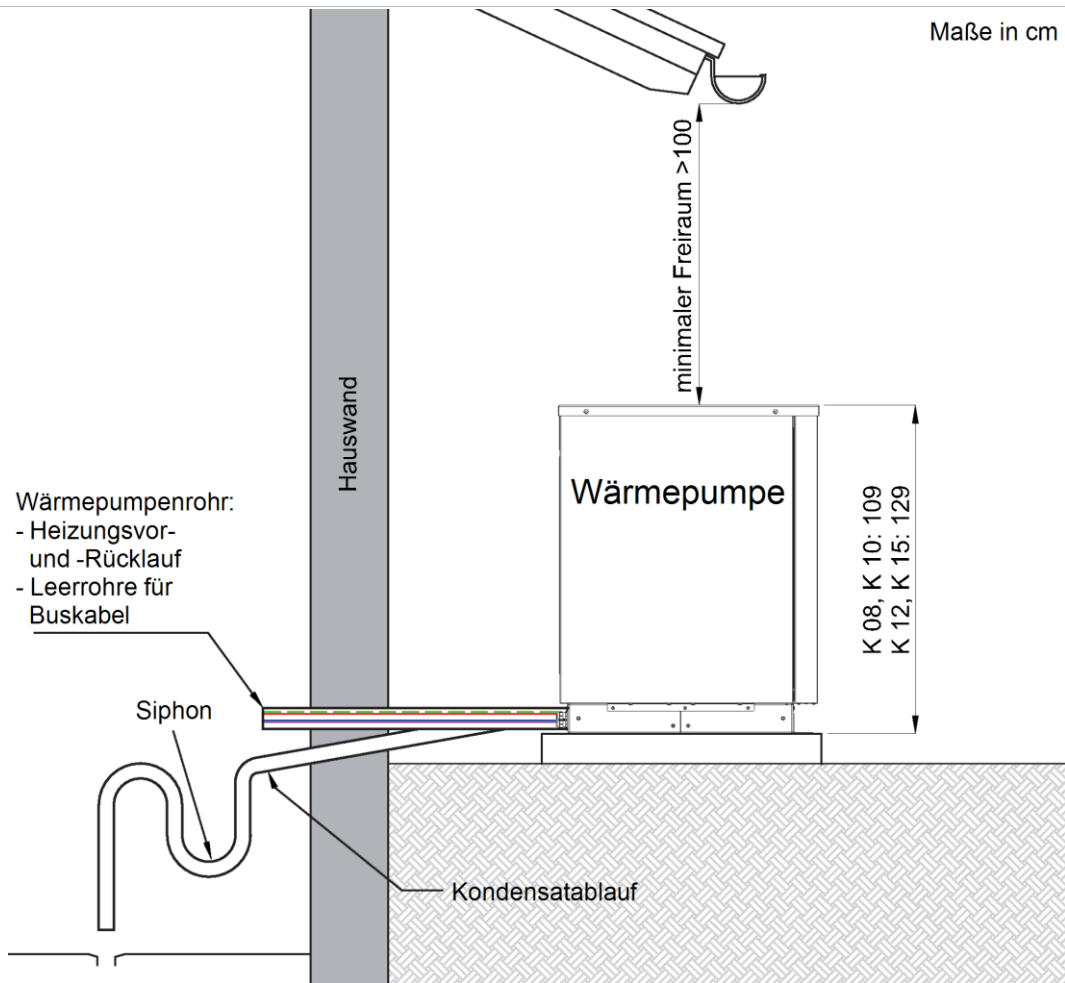 Maße in cm
minimaler Freiraum >100
Hauswand
Wärmepumpe
K 08, K 10: 109
K 12, K 15: 129
Wärmepumpenrohr:
- Heizungsvor-
und -Rücklauf
- Leerrohre für
Buskabel
Siphon
Kondensatablauf